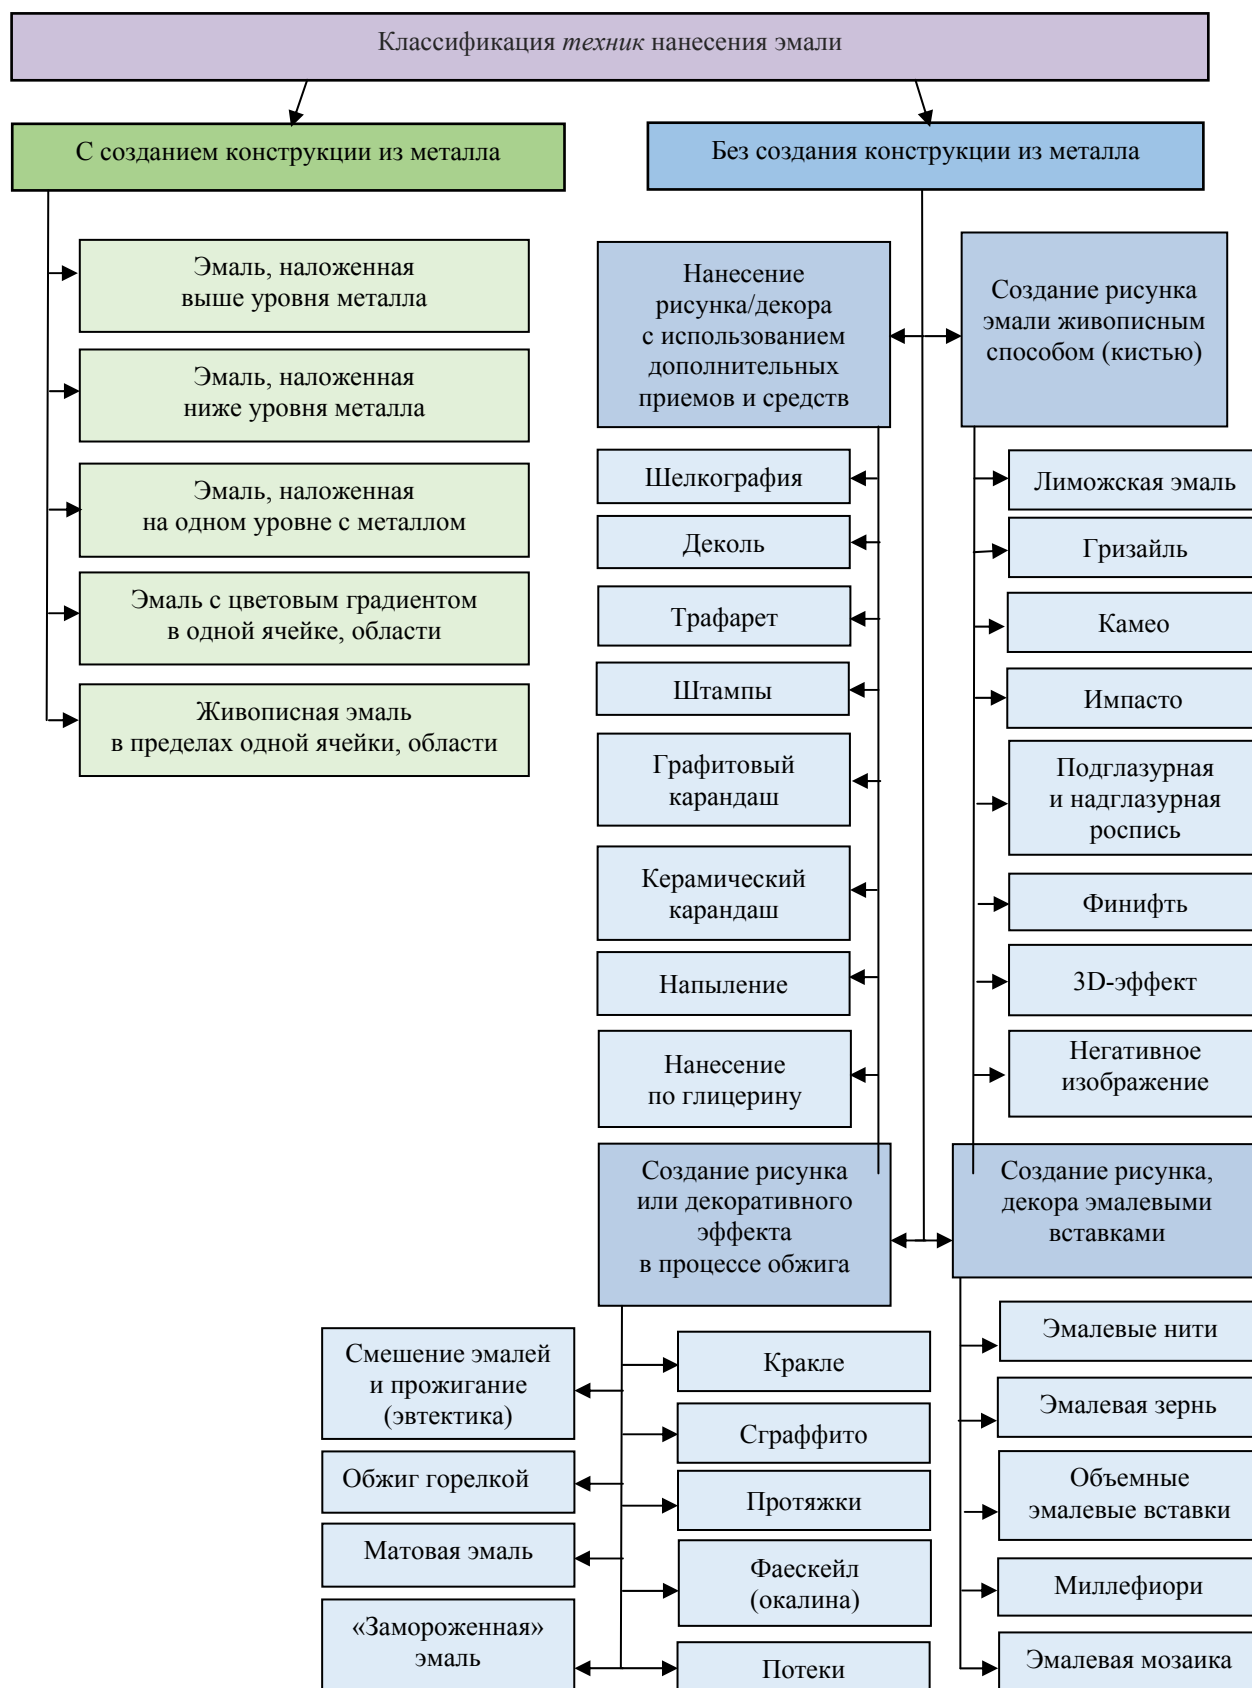 Классификация техник нанесения эмали
С созданием конструкции из металла
Без создания конструкции из металла
Эмаль, наложенная
выше уровня металла
Эмаль, наложенная
ниже уровня металла
Эмаль, наложенная
на одном уровне с металлом
Эмаль с цветовым градиентом
в одной ячейке, области
Живописная эмаль
в пределах одной ячейки, области
Нанесение
рисунка/декора
с использованием
дополнительных
приемов и средств
Шелкография
Деколь
Трафарет
Штампы
Графитовый
карандаш
Керамический
карандаш
Напыление
Нанесение
по глицерину
Создание рисунка
эмали живописным
способом (кистью)
Лиможская эмаль
Гризайль
Камео
Импасто
Подглазурная
и надглазурная
роспись
Финифть
3D-эффект
Негативное
изображение
Создание рисунка
или декоративного
эффекта
в процессе обжига
Смешение эмалей
и прожигание
(эвтектика)
Обжиг горелкой
Матовая эмаль
«Замороженная»
эмаль
Кракле
Сграффито
Протяжки
Фаескейл
(окалина)
Потеки
Создание рисунка,
декора эмалевыми
вставками
Эмалевые нити
Эмалевая зернь
Объемные
эмалевые вставки
Миллефиори
Эмалевая мозаика